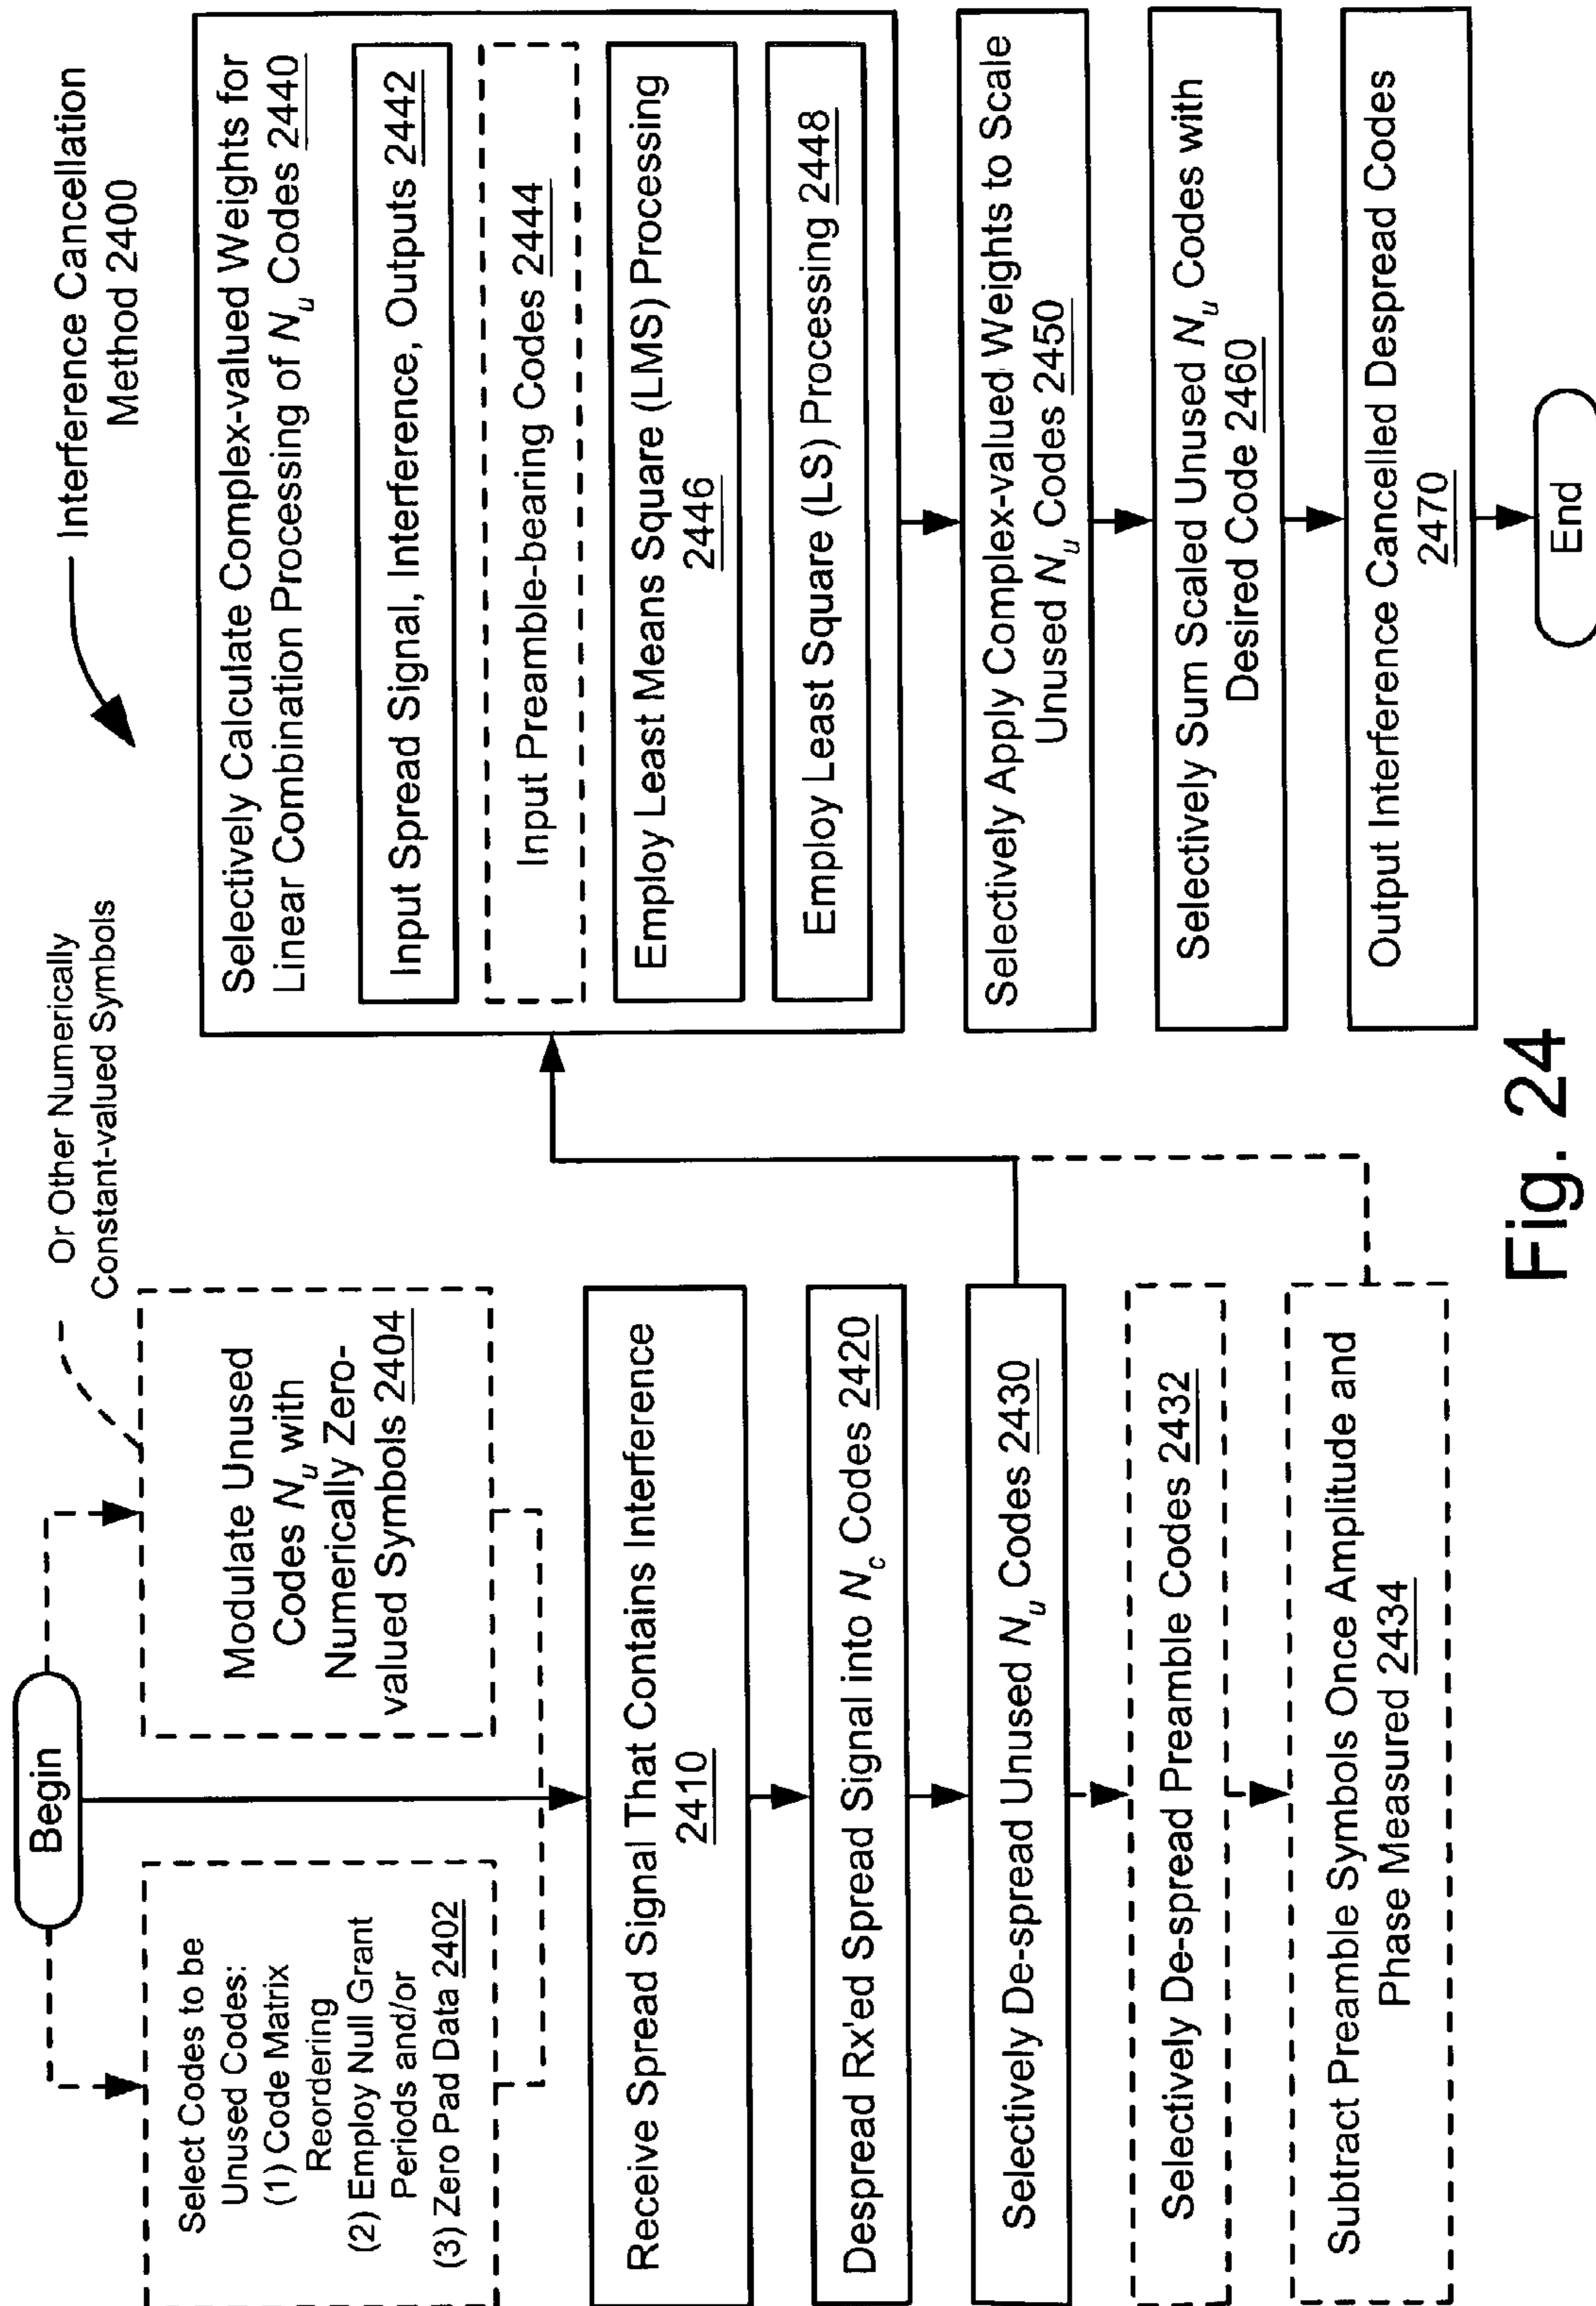 Interference Cancellation
Method 2400
Begin
Select Codes to be
Unused Codes:
(1) Code Matrix
Reordering
(2) Employ Null Grant
Periods and/or
(3) Zero Pad Data 2402
Modulate Unused
Codes Nu with
Numerically Zero-
valued Symbols 2404
Or Other Numerically
Constant-valued Symbols
Receive Spread Signal That Contains Interference
2410
Despread Rx'ed Spread Signal into Nc Codes 2420
Selectively De-spread Unused Nu Codes 2430
Selectively De-spread Preamble Codes 2432
Subtract Preamble Symbols Once Amplitude and
Phase Measured 2434
Selectively Calculate Complex-valued Weights for
Linear Combination Processing of Nu Codes 2440
Input Spread Signal, Interference, Outputs 2442
Input Preamble-bearing Codes 2444
Employ Least Means Square (LMS) Processing
2446
Employ Least Square (LS) Processing 2448
Selectively Apply Complex-valued Weights to Scale
Unused Nu Codes 2450
Selectively Sum Scaled Unused Nu Codes with
Desired Code 2460
Output Interference Cancelled Despread Codes
2470
End
Fig. 24